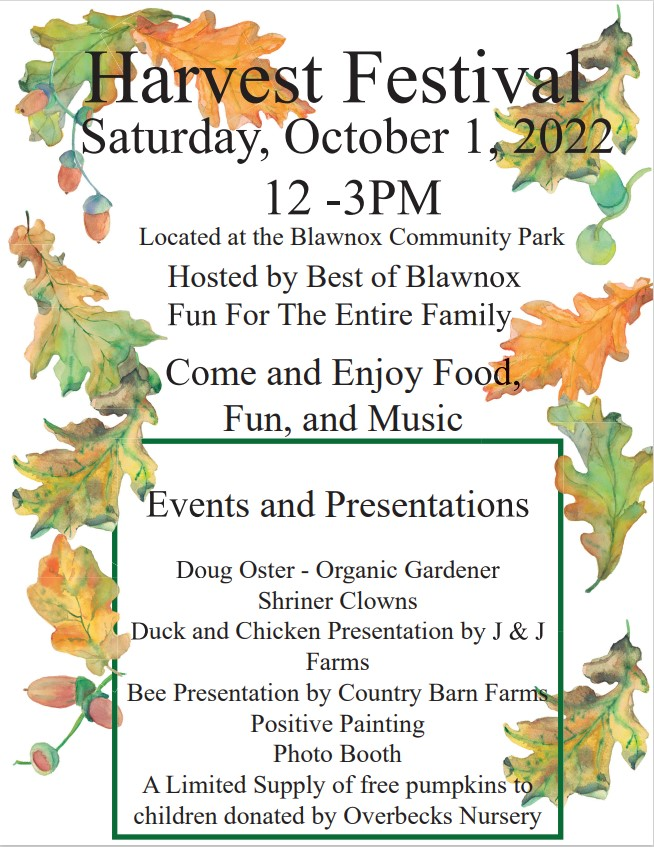 Harvest Festival
Saturday, October 1, 2022
12 -3PM
Located at the Blawnox Community Park
Hosted by Best of Blawnox
Fun For The Entire Family
Come and Enjoy Food,
Fun, and Music
Events and Presentations
Doug Oster - Organic Gardener
Shriner Clowns
Duck and Chicken Presentation by J & J
Farms
Bee Presentation by Country Barn Farms
Positive Painting
Photo Booth
A Limited Supply of free pumpkins to
children donated by Overbecks Nursery